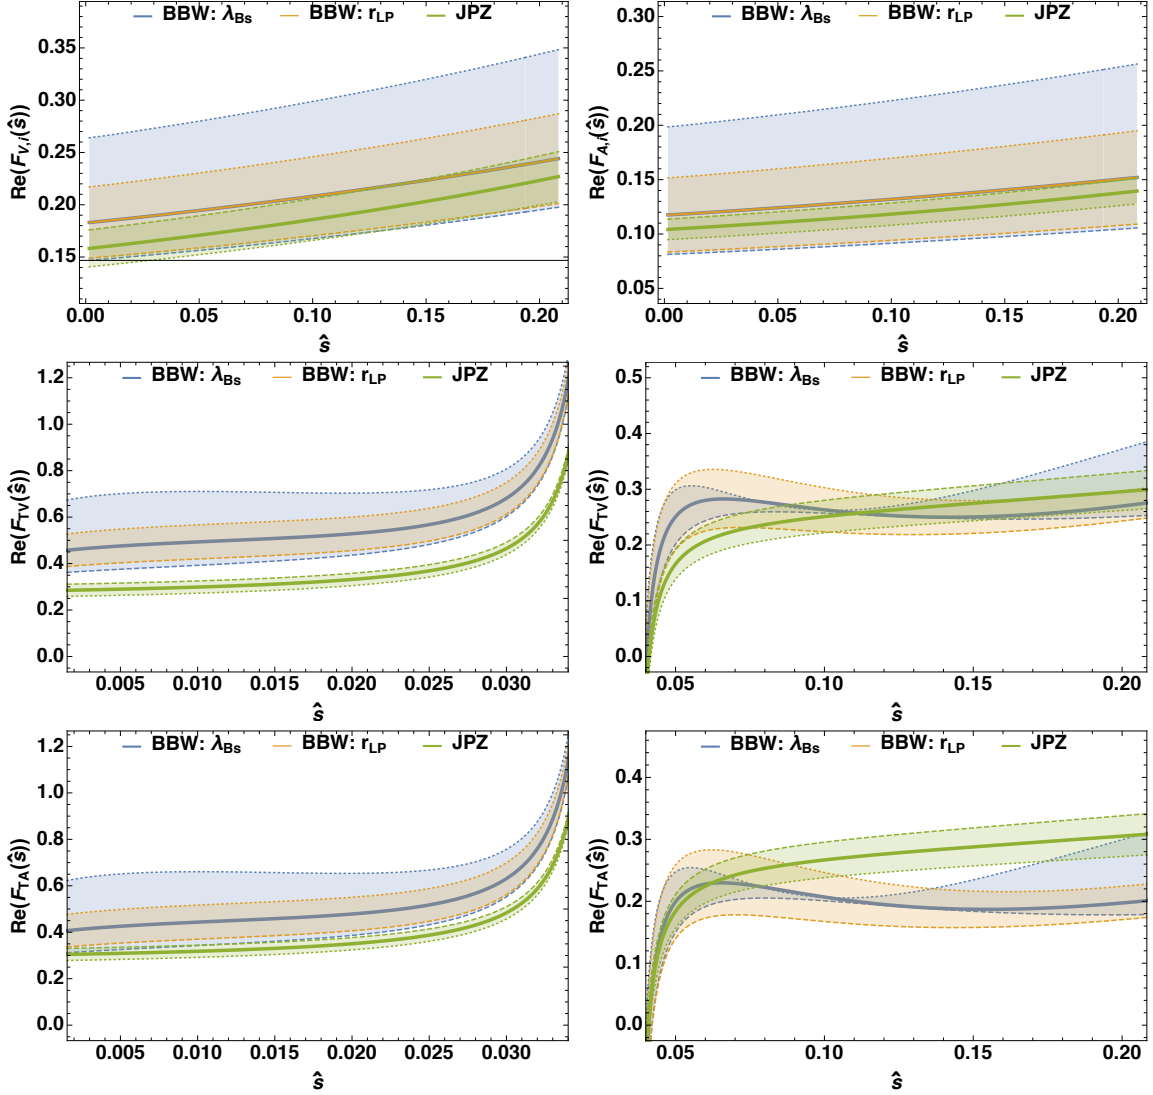 BBW: λBs BBW: rLP JPZ
Re(FV,i(ŝ))
0.35
0.30
0.25
0.20
0.15
0.00 0.05 0.10 0.15 0.20
ŝ
BBW: λBs BBW: rLP JPZ
Re(FA,i(ŝ))
0.30
0.25
0.20
0.15
0.10
0.05
0.00 0.05 0.10 0.15 0.20
ŝ
BBW: λBs BBW: rLP JPZ
Re(FTV(ŝ))
1.2
1.0
0.8
0.6
0.4
0.2
0.0
0.005 0.010 0.015 0.020 0.025 0.030
ŝ
BBW: λBs BBW: rLP JPZ
Re(FTV(ŝ))
0.5
0.4
0.3
0.2
0.1
0.0
0.05 0.10 0.15 0.20
ŝ
BBW: λBs BBW: rLP JPZ
Re(FTA(ŝ))
1.2
1.0
0.8
0.6
0.4
0.2
0.0
0.005 0.010 0.015 0.020 0.025 0.030
ŝ
BBW: λBs BBW: rLP JPZ
Re(FTA(ŝ))
0.4
0.3
0.2
0.1
0.0
0.05 0.10 0.15 0.20
ŝ